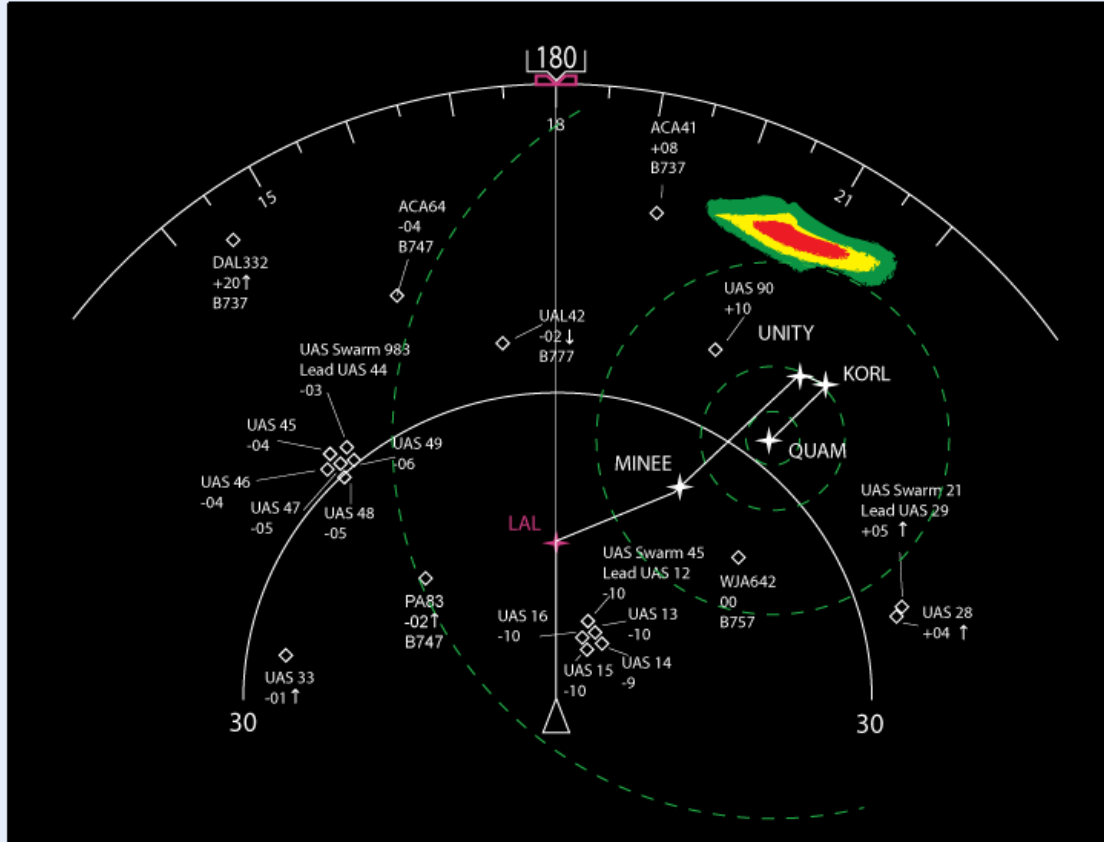 180
18
15
21
ACA41
+08
B737
ACA64
-04
B747
DAL332
+20↑
B737
UAS 90
+10
UAL42
-02↓
B777
UNITY
KORL
UAS Swarm 983
Lead UAS 44
-03
UAS 45
-04
UAS 49
-06
UAS 46
-04
UAS 47
-05
UAS 48
-05
QUAM
MINEE
UAS Swarm 21
Lead UAS 29
+05 ↑
LAL
UAS Swarm 45
Lead UAS 12
-10
WJA642
00
B757
PA83
-02↑
B747
UAS 16
-10
UAS 13
-10
UAS 28
+04 ↑
UAS 15
-10
UAS 14
-9
UAS 33
-01↑
30
30